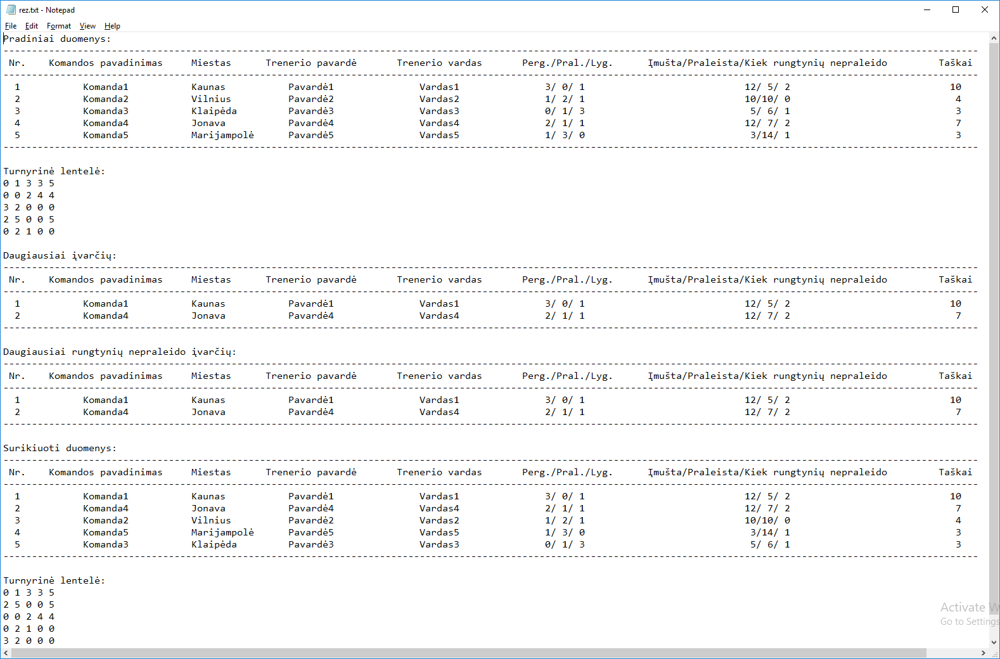 rez.txt - Notepad
File Edit Format View Help
Pradiniai duomenys:
Nr. Komandos pavadinimas Miestas Trenerio pavardė Trenerio vardas Perg./Pral./Lyg. Įmušta/Praleista/Kiek rungtynių nepraleido Taškai
1 Komanda1 Kaunas Pavardė1 Vardas1 3/ 0/ 1 12/ 5/ 2 10
2 Komanda2 Vilnius Pavardė2 Vardas2 1/ 2/ 1 10/10/ 0 4
3 Komanda3 Klaipėda Pavardė3 Vardas3 0/ 1/ 3 5/ 6/ 1 3
4 Komanda4 Jonava Pavardė4 Vardas4 2/ 1/ 1 12/ 7/ 2 7
5 Komanda5 Marijampolė Pavardė5 Vardas5 1/ 3/ 0 3/14/ 1 3
Turnyrinė lentelė:
0 1 3 3 5
0 0 2 4 4
3 2 0 0 0
2 5 0 0 5
0 2 1 0 0
Daugiausiai įvarčių:
Nr. Komandos pavadinimas Miestas Trenerio pavardė Trenerio vardas Perg./Pral./Lyg. Įmušta/Praleista/Kiek rungtynių nepraleido Taškai
1 Komanda1 Kaunas Pavardė1 Vardas1 3/ 0/ 1 12/ 5/ 2 10
2 Komanda4 Jonava Pavardė4 Vardas4 2/ 1/ 1 12/ 7/ 2 7
Daugiausiai rungtynių nepraleido įvarčių:
Nr. Komandos pavadinimas Miestas Trenerio pavardė Trenerio vardas Perg./Pral./Lyg. Įmušta/Praleista/Kiek rungtynių nepraleido Taškai
1 Komanda1 Kaunas Pavardė1 Vardas1 3/ 0/ 1 12/ 5/ 2 10
2 Komanda4 Jonava Pavardė4 Vardas4 2/ 1/ 1 12/ 7/ 2 7
Surikiuoti duomenys:
Nr. Komandos pavadinimas Miestas Trenerio pavardė Trenerio vardas Perg./Pral./Lyg. Įmušta/Praleista/Kiek rungtynių nepraleido Taškai
1 Komanda1 Kaunas Pavardė1 Vardas1 3/ 0/ 1 12/ 5/ 2 10
2 Komanda4 Jonava Pavardė4 Vardas4 2/ 1/ 1 12/ 7/ 2 7
3 Komanda2 Vilnius Pavardė2 Vardas2 1/ 2/ 1 10/10/ 0 4
4 Komanda5 Marijampolė Pavardė5 Vardas5 1/ 3/ 0 3/14/ 1 3
5 Komanda3 Klaipėda Pavardė3 Vardas3 0/ 1/ 3 5/ 6/ 1 3
Turnyrinė lentelė:
0 1 3 3 5
2 5 0 0 5
0 0 2 4 4
0 2 1 0 0
3 2 0 0 0
Activate W
Go to Settings